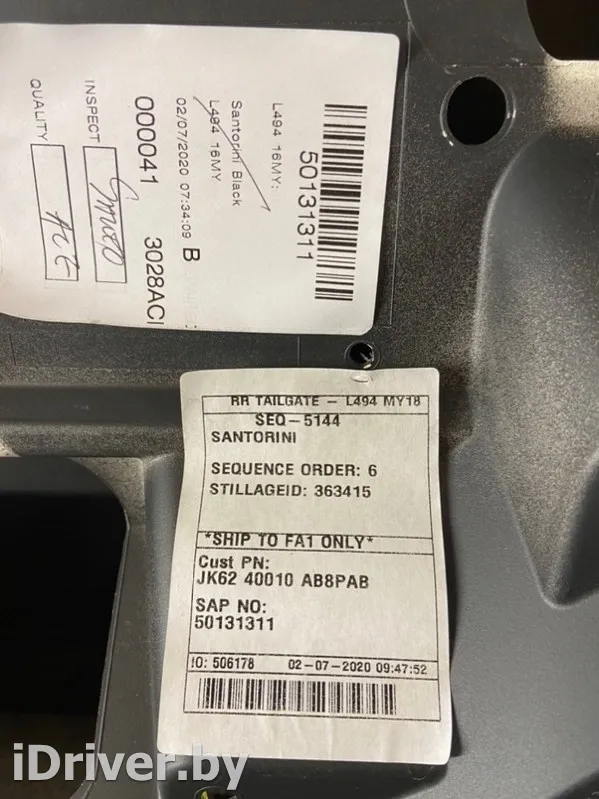 50131311
L494 16MY:
Santorini Black
L494 16MY
02/07/2020 07:34:09 B
000041 3028ACI
INSPECT
QUALITY
RR TAILGATE - L494 MY18
SEQ-5144
SANTORINI
SEQUENCE ORDER: 6
STILLAGEID: 363415
*SHIP TO FA1 ONLY*
Cust PN:
JK62 40010 AB8PAB
SAP NO:
50131311
IO: 506178 02-07-2020 09:47:52
iDriver.by